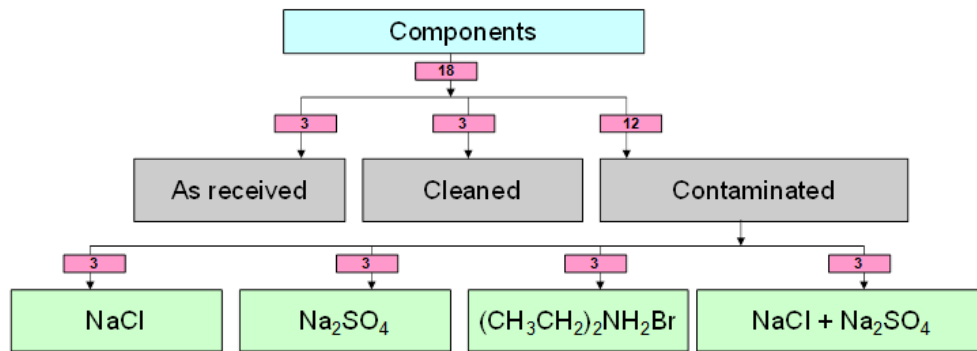 Components
18
3
3
12
As received
Cleaned
Contaminated
3
3
3
3
NaCl
Na₂SO₄
(CH₃CH₂)₂NH₂Br
NaCl + Na₂SO₄